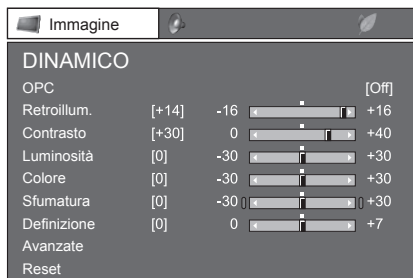 Immagine
DINAMICO
OPC [Off]
Retroillum. [+14] -16 +16
Contrasto [+30] 0 +40
Luminosità [0] -30 +30
Colore [0] -30 +30
Sfumatura [0] -30 +30
Definizione [0] 0 +7
Avanzate
Reset